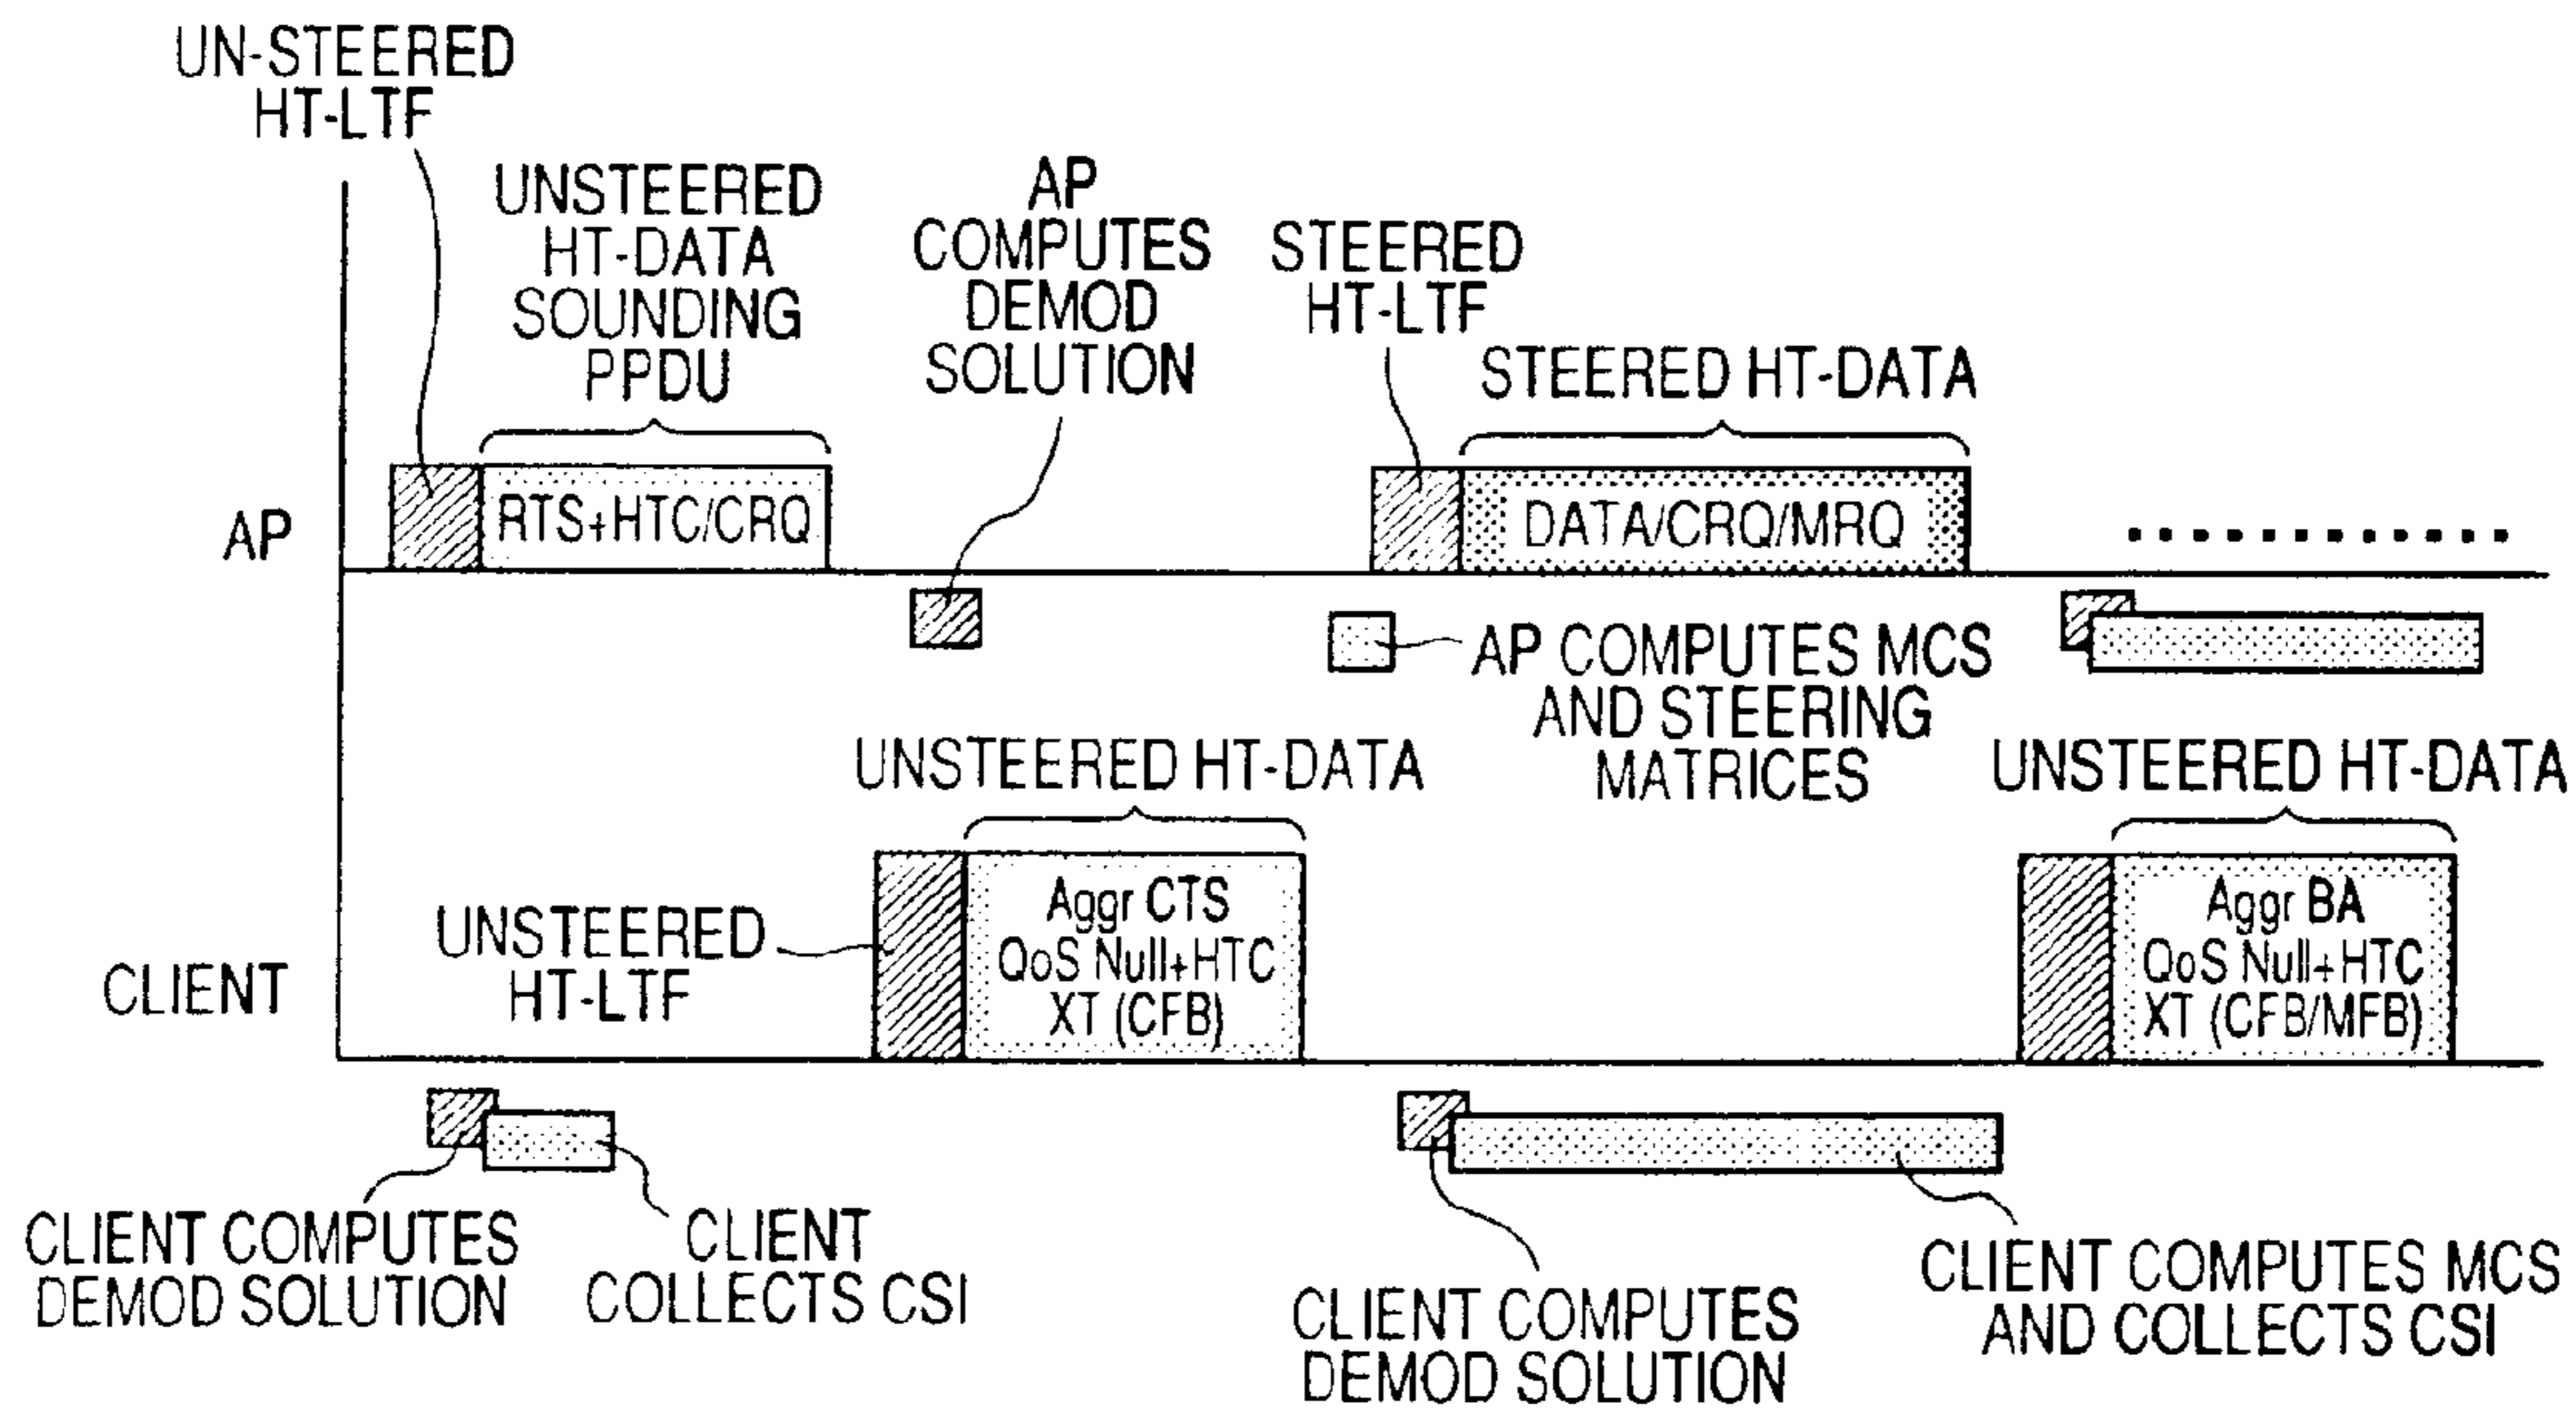 UN-STEERED
HT-LTF
UNSTEERED
HT-DATA
SOUNDING
PPDU
AP
COMPUTES
DEMOD
SOLUTION
STEERED
HT-LTF
STEERED HT-DATA
AP
RTS+HTC/CRQ
DATA/CRQ/MRQ
AP COMPUTES MCS
AND STEERING
MATRICES
UNSTEERED HT-DATA
UNSTEERED HT-DATA
CLIENT
UNSTEERED
HT-LTF
Aggr CTS
QoS Null+HTC
XT (CFB)
Aggr BA
QoS Null+HTC
XT (CFB/MFB)
CLIENT COMPUTES
DEMOD SOLUTION
CLIENT
COLLECTS CSI
CLIENT COMPUTES
DEMOD SOLUTION
CLIENT COMPUTES MCS
AND COLLECTS CSI